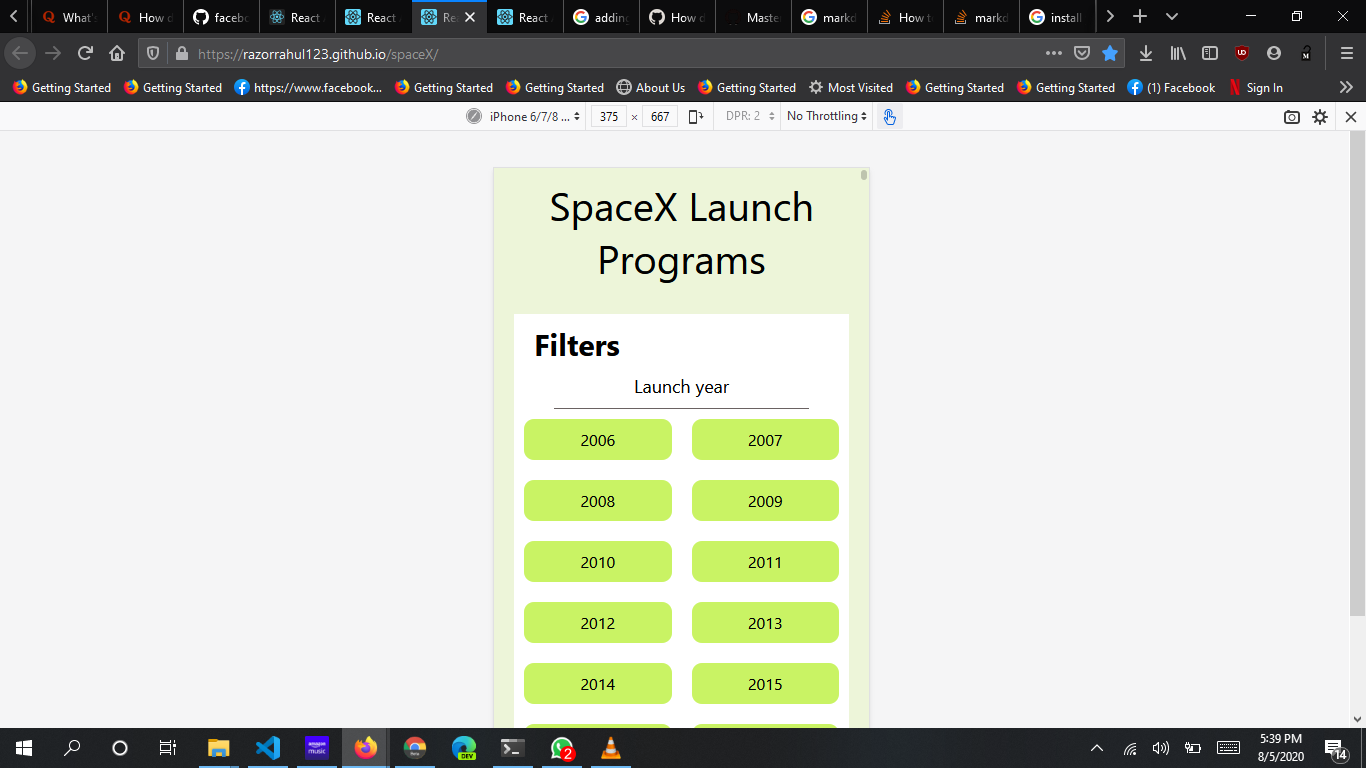 What's
How d
facebo
React
React
Re
React
adding
How d
Master
markd
How t
markd
install
https://razorrahul123.github.io/spaceX/
Getting Started
Getting Started
https://www.facebook...
Getting Started
Getting Started
About Us
Getting Started
Most Visited
Getting Started
Getting Started
(1) Facebook
Sign In
iPhone 6/7/8 ...
375 × 667
DPR: 2
No Throttling
SpaceX Launch
Programs
Filters
Launch year
2006 2007
2008 2009
2010 2011
2012 2013
2014 2015
DEV
2
5:39 PM
8/5/2020
14